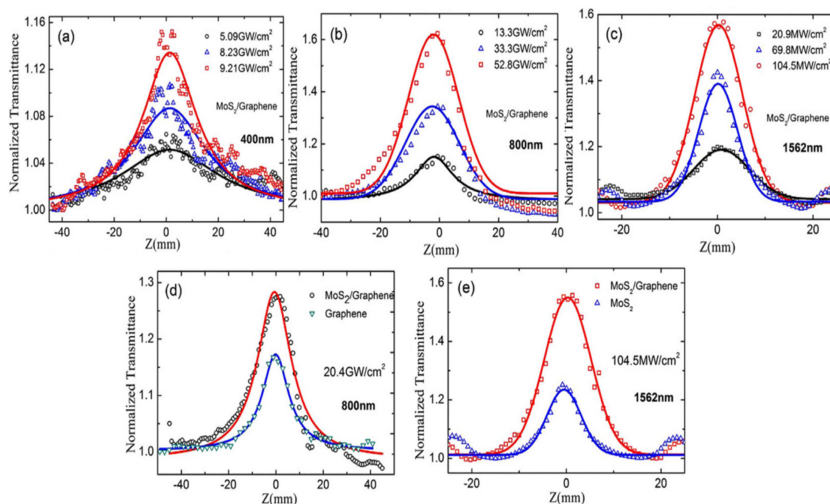 (a)
5.09GW/cm²
8.23GW/cm²
9.21GW/cm²
MoS₂/Graphene
400nm
Normalized Transmittance
1.16
1.12
1.08
1.04
1.00
-40 -20 0 20 40
Z(mm)
(b)
13.3GW/cm²
33.3GW/cm²
52.8GW/cm²
MoS₂/Graphene
800nm
Normalized Transmittance
1.6
1.4
1.2
1.0
-40 -20 0 20 40
Z(mm)
(c)
20.9MW/cm²
69.8MW/cm²
104.5MW/cm²
MoS₂/Graphene
1562nm
Normalized Transmittance
1.6
1.4
1.2
1.0
-20 0 20
Z(mm)
(d)
MoS₂/Graphene
Graphene
20.4GW/cm²
800nm
Normalized Transmittance
1.3
1.2
1.1
1.0
-40 -20 0 20 40
Z(mm)
(e)
MoS₂/Graphene
MoS₂
104.5MW/cm²
1562nm
Normalized Transmittance
1.6
1.4
1.2
1.0
-20 0 20
Z(mm)